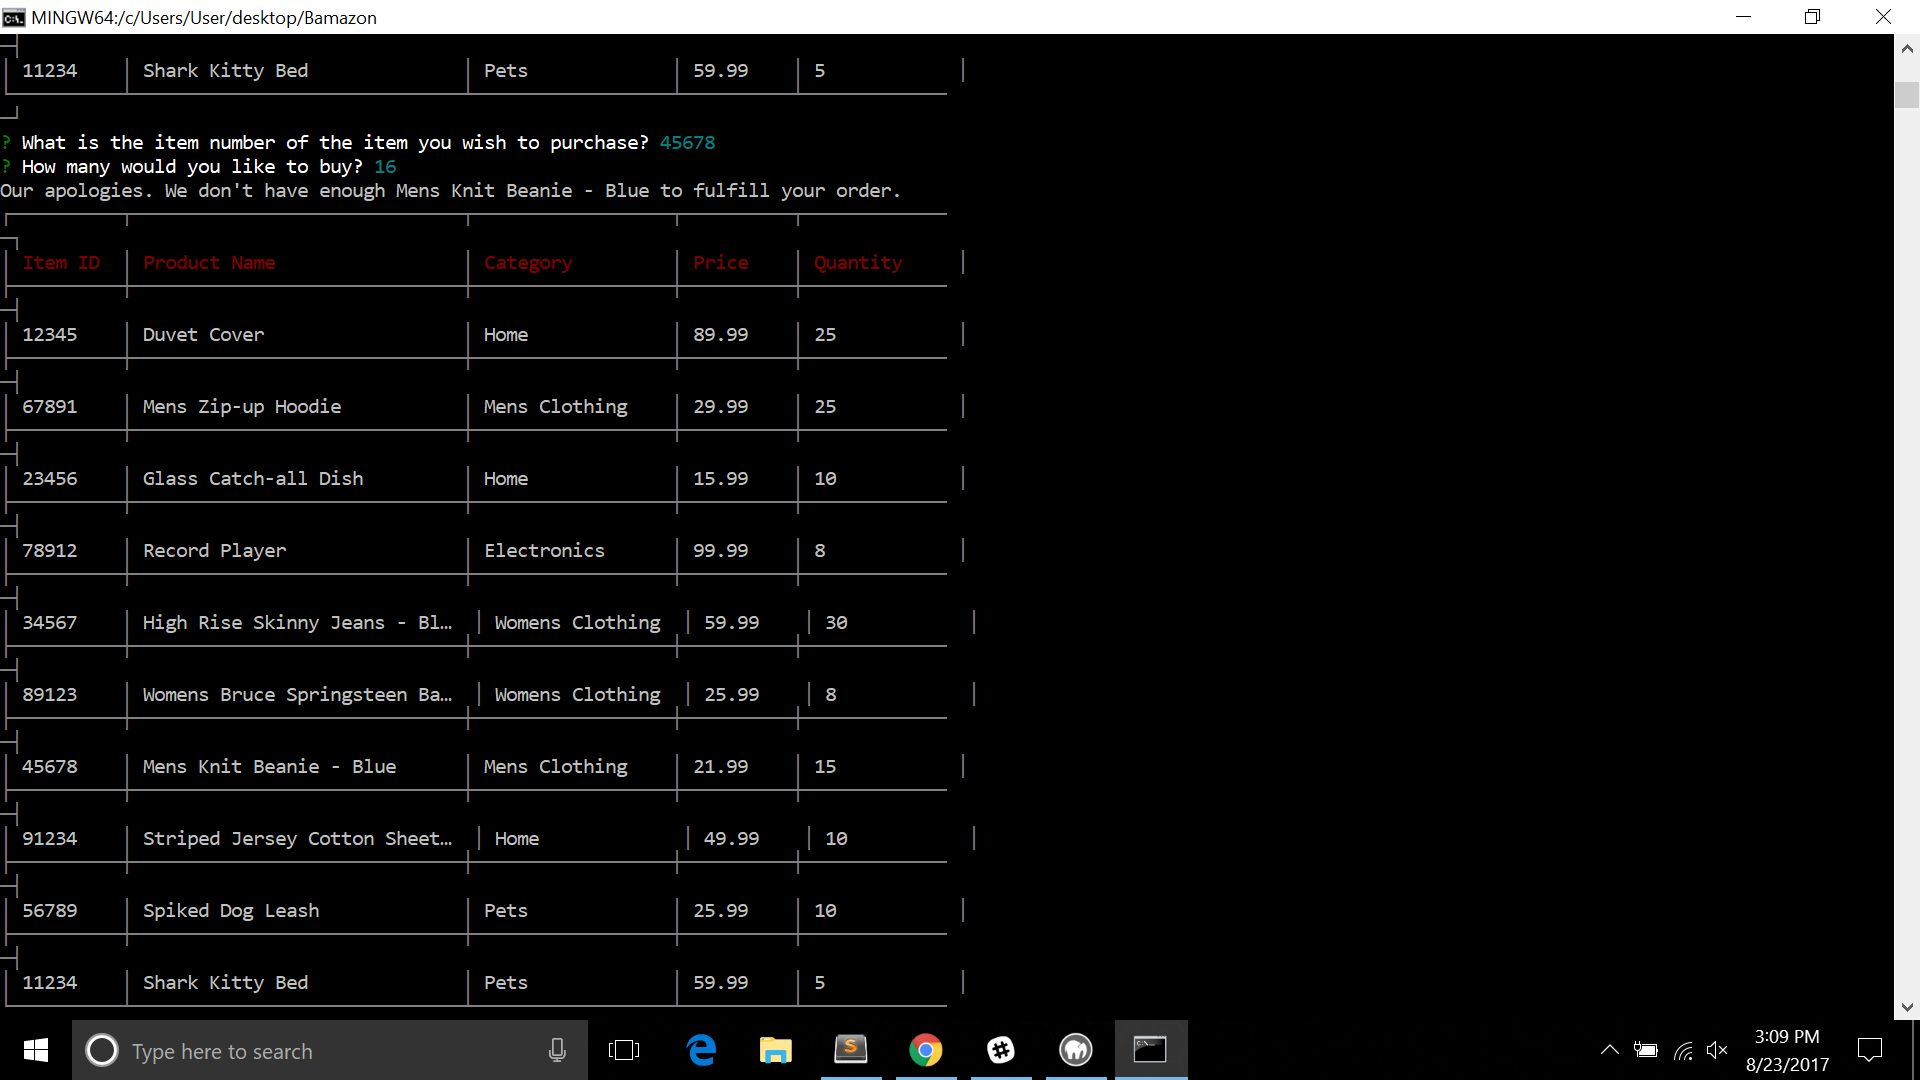 MINGW64:/c/Users/User/desktop/Bamazon
11234 Shark Kitty Bed Pets 59.99 5
? What is the item number of the item you wish to purchase? 45678
? How many would you like to buy? 16
Our apologies. We don't have enough Mens Knit Beanie - Blue to fulfill your order.
Item ID Product Name Category Price Quantity
12345 Duvet Cover Home 89.99 25
67891 Mens Zip-up Hoodie Mens Clothing 29.99 25
23456 Glass Catch-all Dish Home 15.99 10
78912 Record Player Electronics 99.99 8
34567 High Rise Skinny Jeans - Bl… Womens Clothing 59.99 30
89123 Womens Bruce Springsteen Ba… Womens Clothing 25.99 8
45678 Mens Knit Beanie - Blue Mens Clothing 21.99 15
91234 Striped Jersey Cotton Sheet… Home 49.99 10
56789 Spiked Dog Leash Pets 25.99 10
11234 Shark Kitty Bed Pets 59.99 5
Type here to search
3:09 PM
8/23/2017